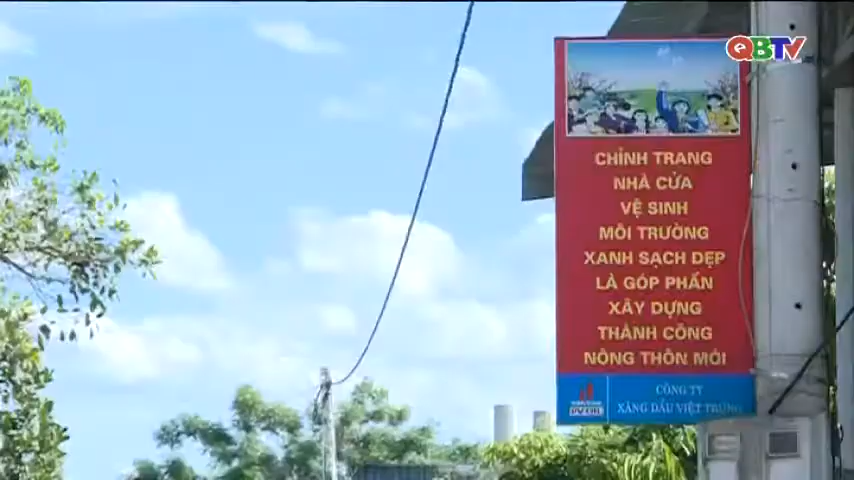 QBTV
CHỈNH TRANG
NHÀ CỬA
VỆ SINH
MÔI TRƯỜNG
XANH SẠCH ĐẸP
LÀ GÓP PHẦN
XÂY DỰNG
THÀNH CÔNG
NÔNG THÔN MỚI
CÔNG TY
XĂNG DẦU VIỆT TRUNG
PV OIL